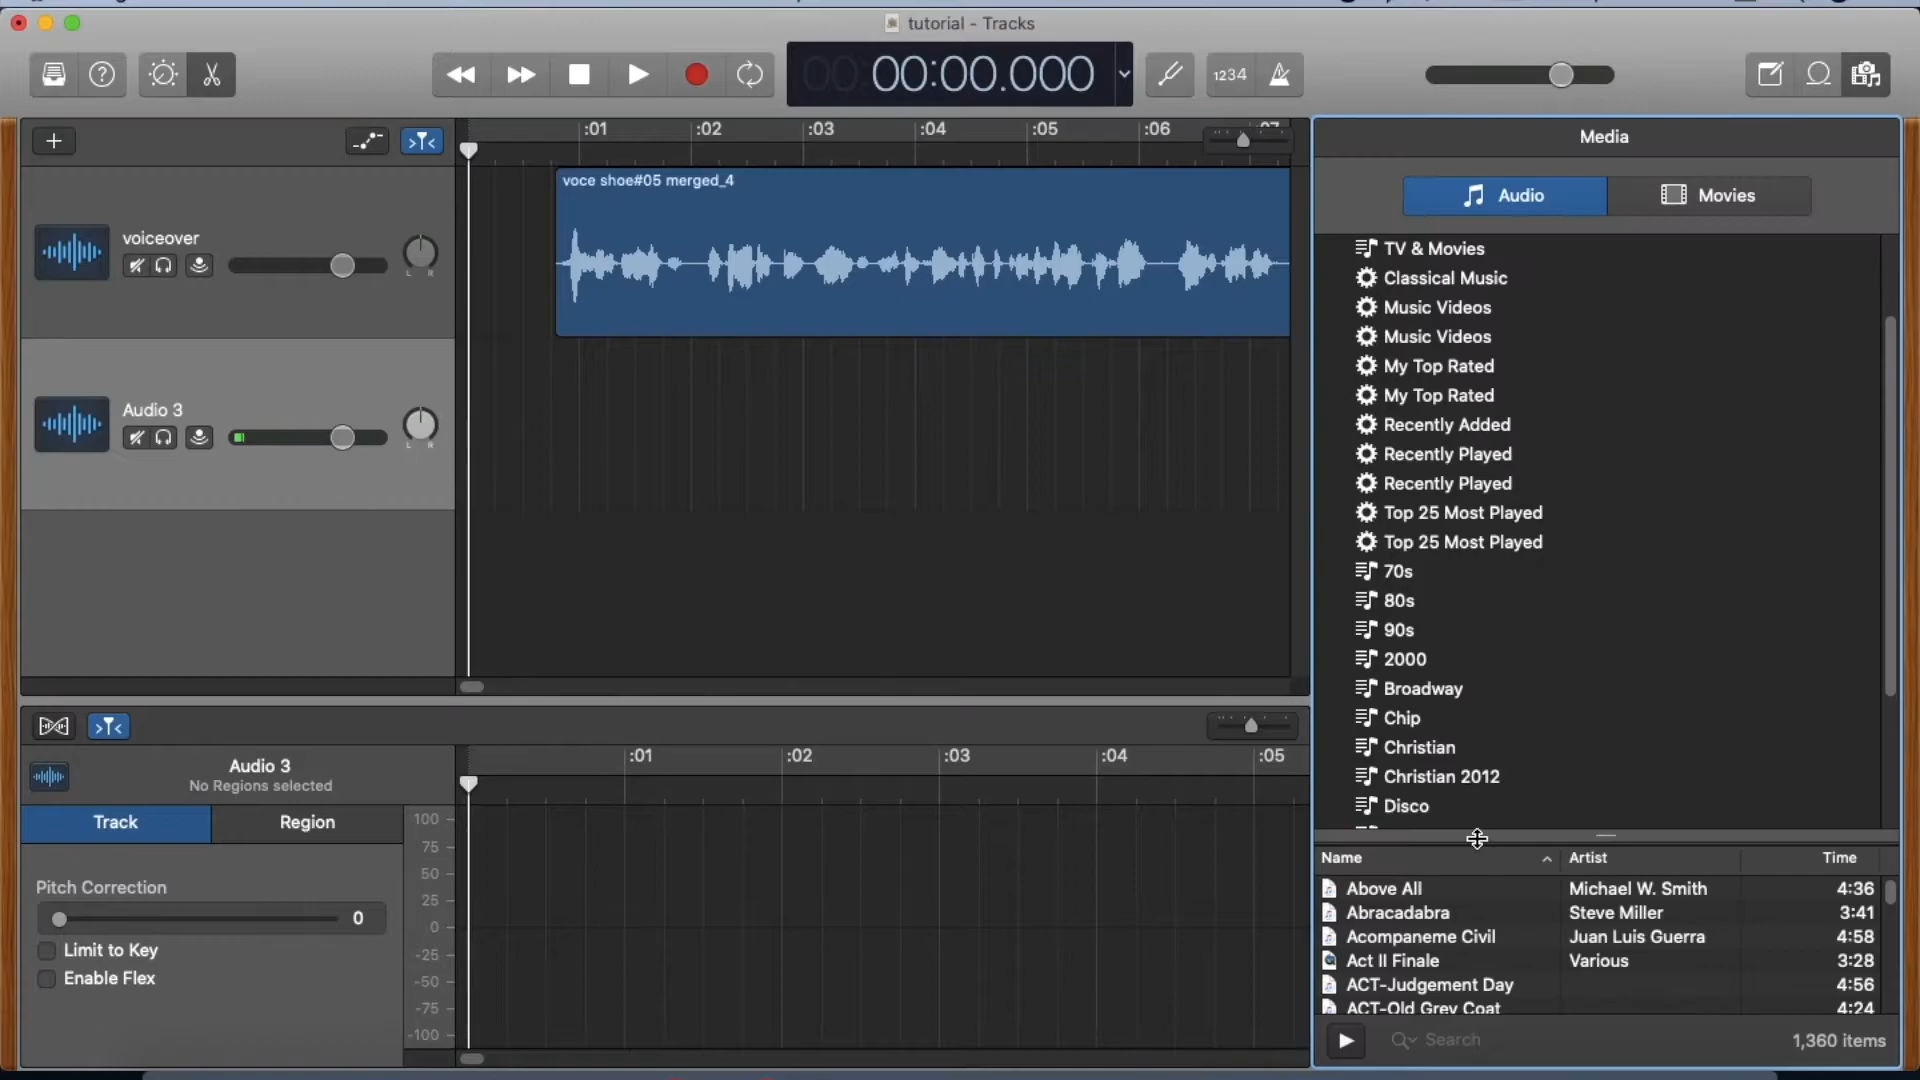 tutorial - Tracks
00:00.000
1234
:01 :02 :03 :04 :05 :06 :07
voce shoe#05 merged_4
voiceover
L R
Audio 3
L R
Media
Audio
Movies
TV & Movies
Classical Music
Music Videos
Music Videos
My Top Rated
My Top Rated
Recently Added
Recently Played
Recently Played
Top 25 Most Played
Top 25 Most Played
70s
80s
90s
2000
Broadway
Chip
Christian
Christian 2012
Disco
Name Artist Time
Above All Michael W. Smith 4:36
Abracadabra Steve Miller 3:41
Acompaneme Civil Juan Luis Guerra 4:58
Act II Finale Various 3:28
ACT-Judgement Day 4:56
ACT-Old Grey Coat 4:24
Search
1,360 items
:01 :02 :03 :04 :05
Audio 3
No Regions selected
Track
Region
Pitch Correction
0
Limit to Key
Enable Flex
100
75
50
25
0
-25
-50
-75
-100